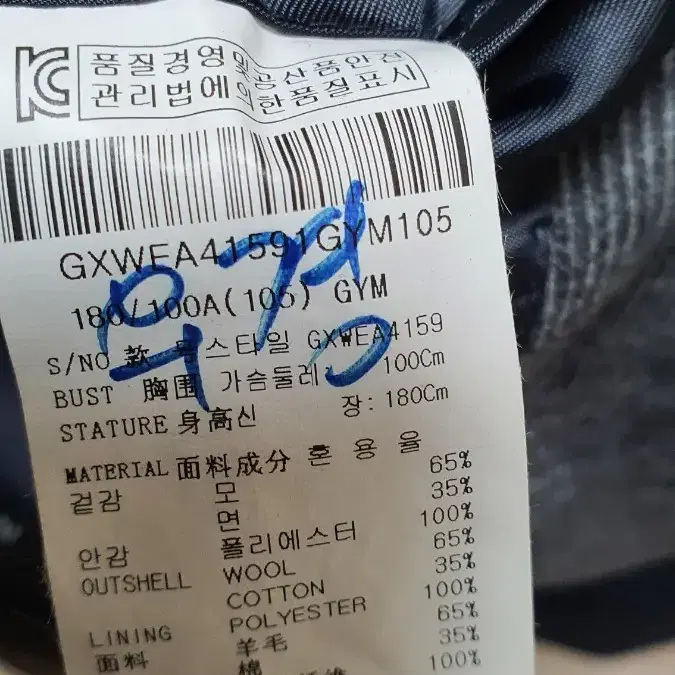 KC 품질경영및공산품안전
관리법에의한품질표시
GXWEA41591GYM105
180/100A(105) GYM
S/NO 款 号 스타일 GXWEA4159
BUST 胸围 가슴둘레: 100Cm
STATURE 身高신 장: 180Cm
MATERIAL 面料成分 혼 용 율
겉감 모 65%
면 35%
안감 폴리에스터 100%
OUTSHELL WOOL 65%
COTTON 35%
LINING POLYESTER 100%
面料 羊毛 65%
棉 35%
100%